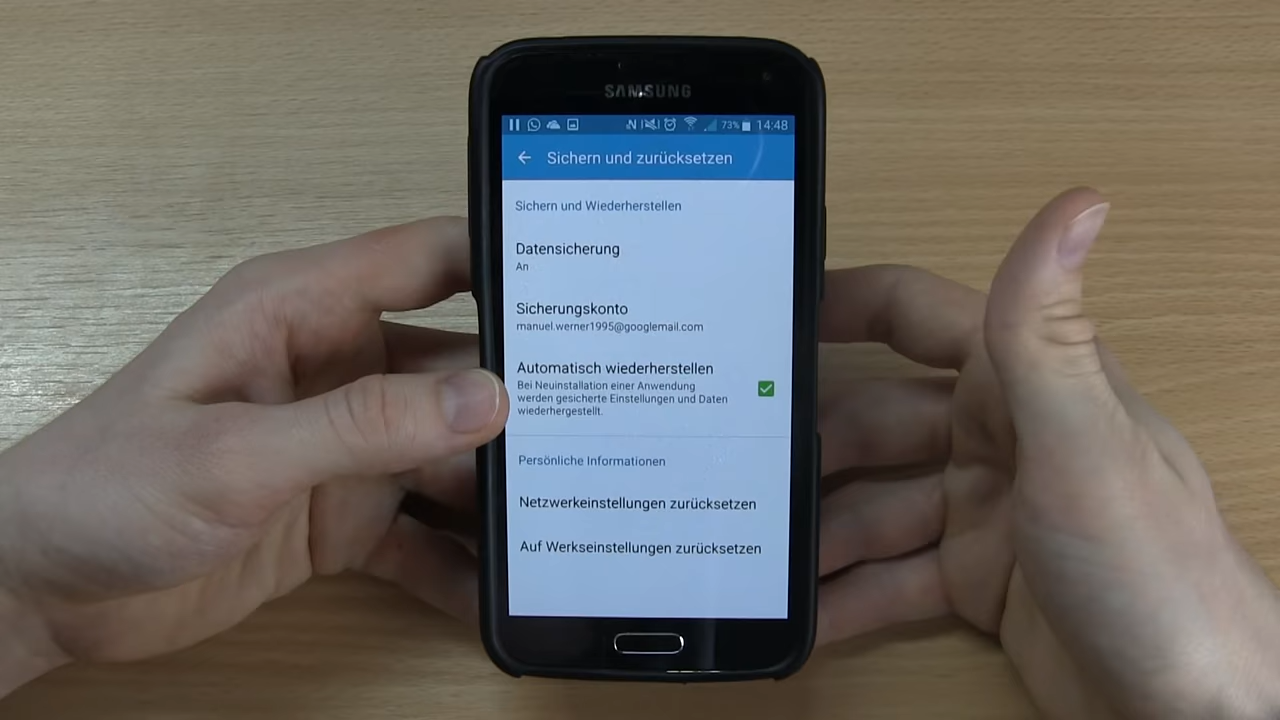 SAMSUNG
73% 14:48
Sichern und zurücksetzen
Sichern und Wiederherstellen
Datensicherung
An
Sicherungskonto
manuel.werner1995@googlemail.com
Automatisch wiederherstellen
Bei Neuinstallation einer Anwendung
werden gesicherte Einstellungen und Daten
wiederhergestellt.
Persönliche Informationen
Netzwerkeinstellungen zurücksetzen
Auf Werkseinstellungen zurücksetzen